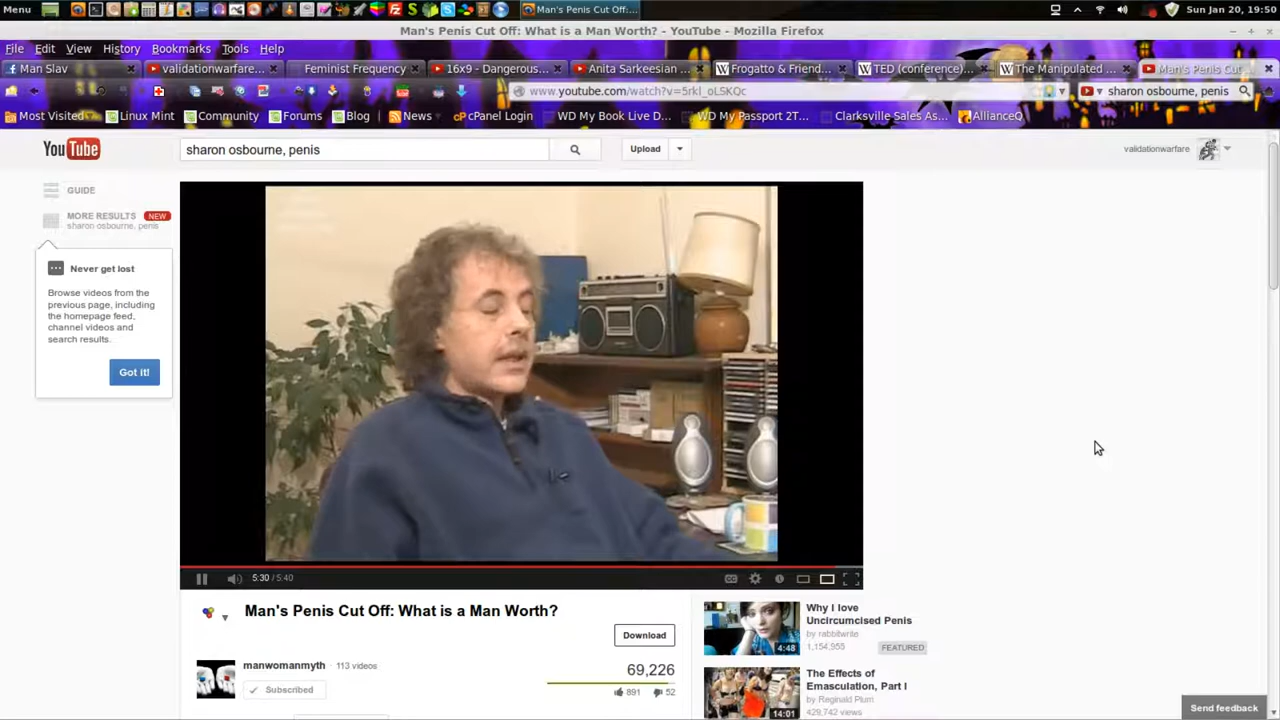 Menu
Man's Penis Cut Off:...
Sun Jan 20, 19:50
Man's Penis Cut Off: What is a Man Worth? - YouTube - Mozilla Firefox
File Edit View History Bookmarks Tools Help
Man Slav
validationwarfare...
Feminist Frequency
16x9 - Dangerous...
Anita Sarkeesian ...
Frogatto & Friend...
TED (conference)...
The Manipulated ...
Man's Penis Cut ...
www.youtube.com/watch?v=5rkl_oLSKQc
sharon osbourne, penis
Most Visited
Linux Mint
Community
Forums
Blog
News
cPanel Login
WD My Book Live D...
WD My Passport 2T...
Clarksville Sales As...
AllianceQ
YouTube
sharon osbourne, penis
Upload
validationwarfare
GUIDE
MORE RESULTS NEW
sharon osbourne, penis
Never get lost
Browse videos from the
previous page, including
the homepage feed,
channel videos and
search results.
Got it!
5:30 / 5:40
Man's Penis Cut Off: What is a Man Worth?
Download
manwomanmyth 113 videos
Subscribed
69,226
891 52
Why I love
Uncircumcised Penis
by rabbitwrite
1,154,955
FEATURED
4:48
The Effects of
Emasculation, Part I
by Reginald Plum
429,742 views
14:01
Send feedback